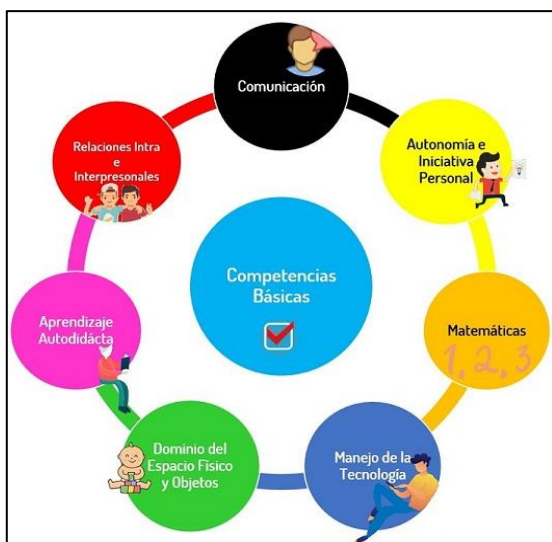 Comunicación
Autonomía e
Iniciativa
Personal
Matemáticas
1, 2, 3
Manejo de la
Tecnología
Dominio del
Espacio Físico
y Objetos
Aprendizaje
Autodidácta
Relaciones Intra
e
Interpresonales
Competencias
Básicas